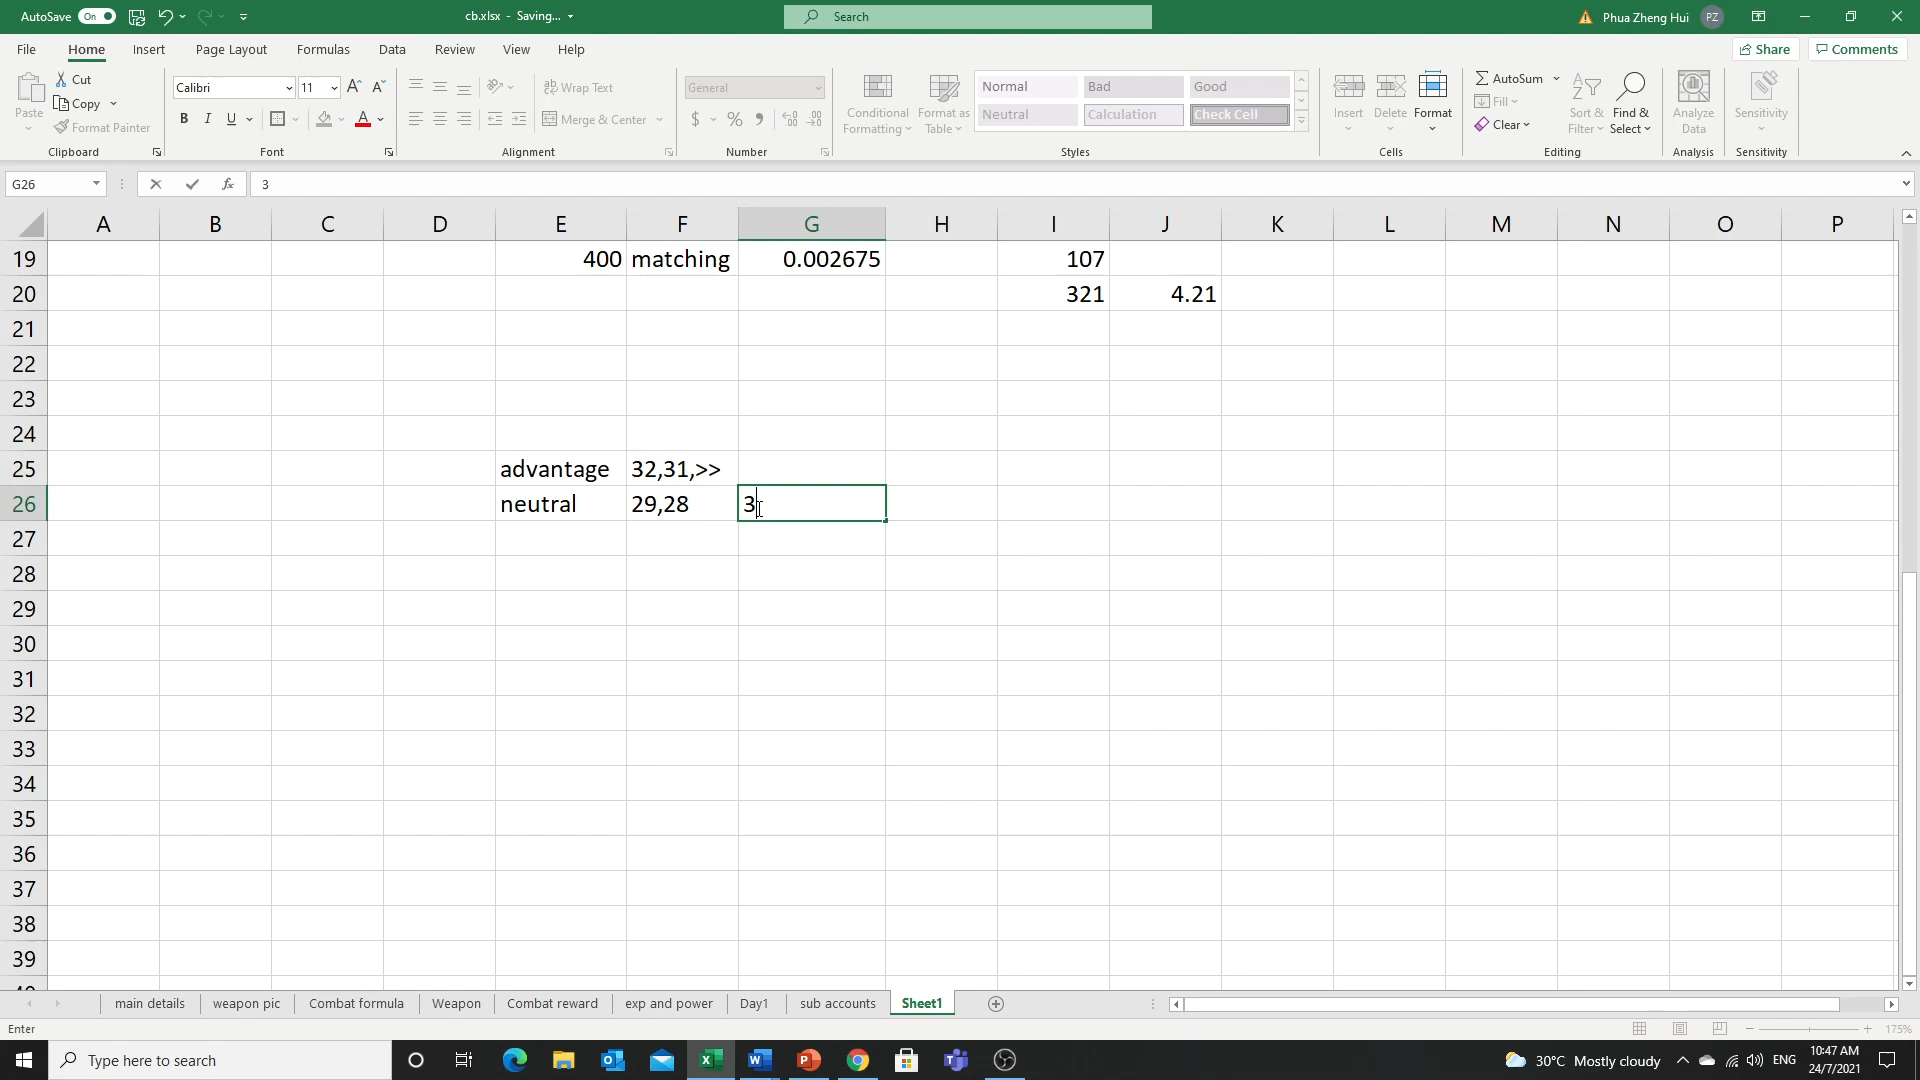 AutoSave On cb.xlsx - Saving... Search Phua Zheng Hui PZ
File Home Insert Page Layout Formulas Data Review View Help Share Comments
Paste Cut Copy Format Painter Clipboard
Calibri 11 B I U Font
Wrap Text Merge & Center Alignment
General $ % Number
Conditional Formatting Format as Table
Normal Bad Good
Neutral Calculation Check Cell
Styles
Insert Delete Format Cells
AutoSum Fill Clear Sort & Filter Find & Select Editing
Analyze Data Analysis
Sensitivity Sensitivity
G26 fx 3
A B C D E F G H I J K L M N O P
19 400 matching 0.002675 107
20 321 4.21
21
22
23
24
25 advantage 32,31,>>
26 neutral 29,28 3
27
28
29
30
31
32
33
34
35
36
37
38
39
main details weapon pic Combat formula Weapon Combat reward exp and power Day1 sub accounts Sheet1
Enter 175%
Type here to search 30°C Mostly cloudy ENG 10:47 AM
24/7/2021